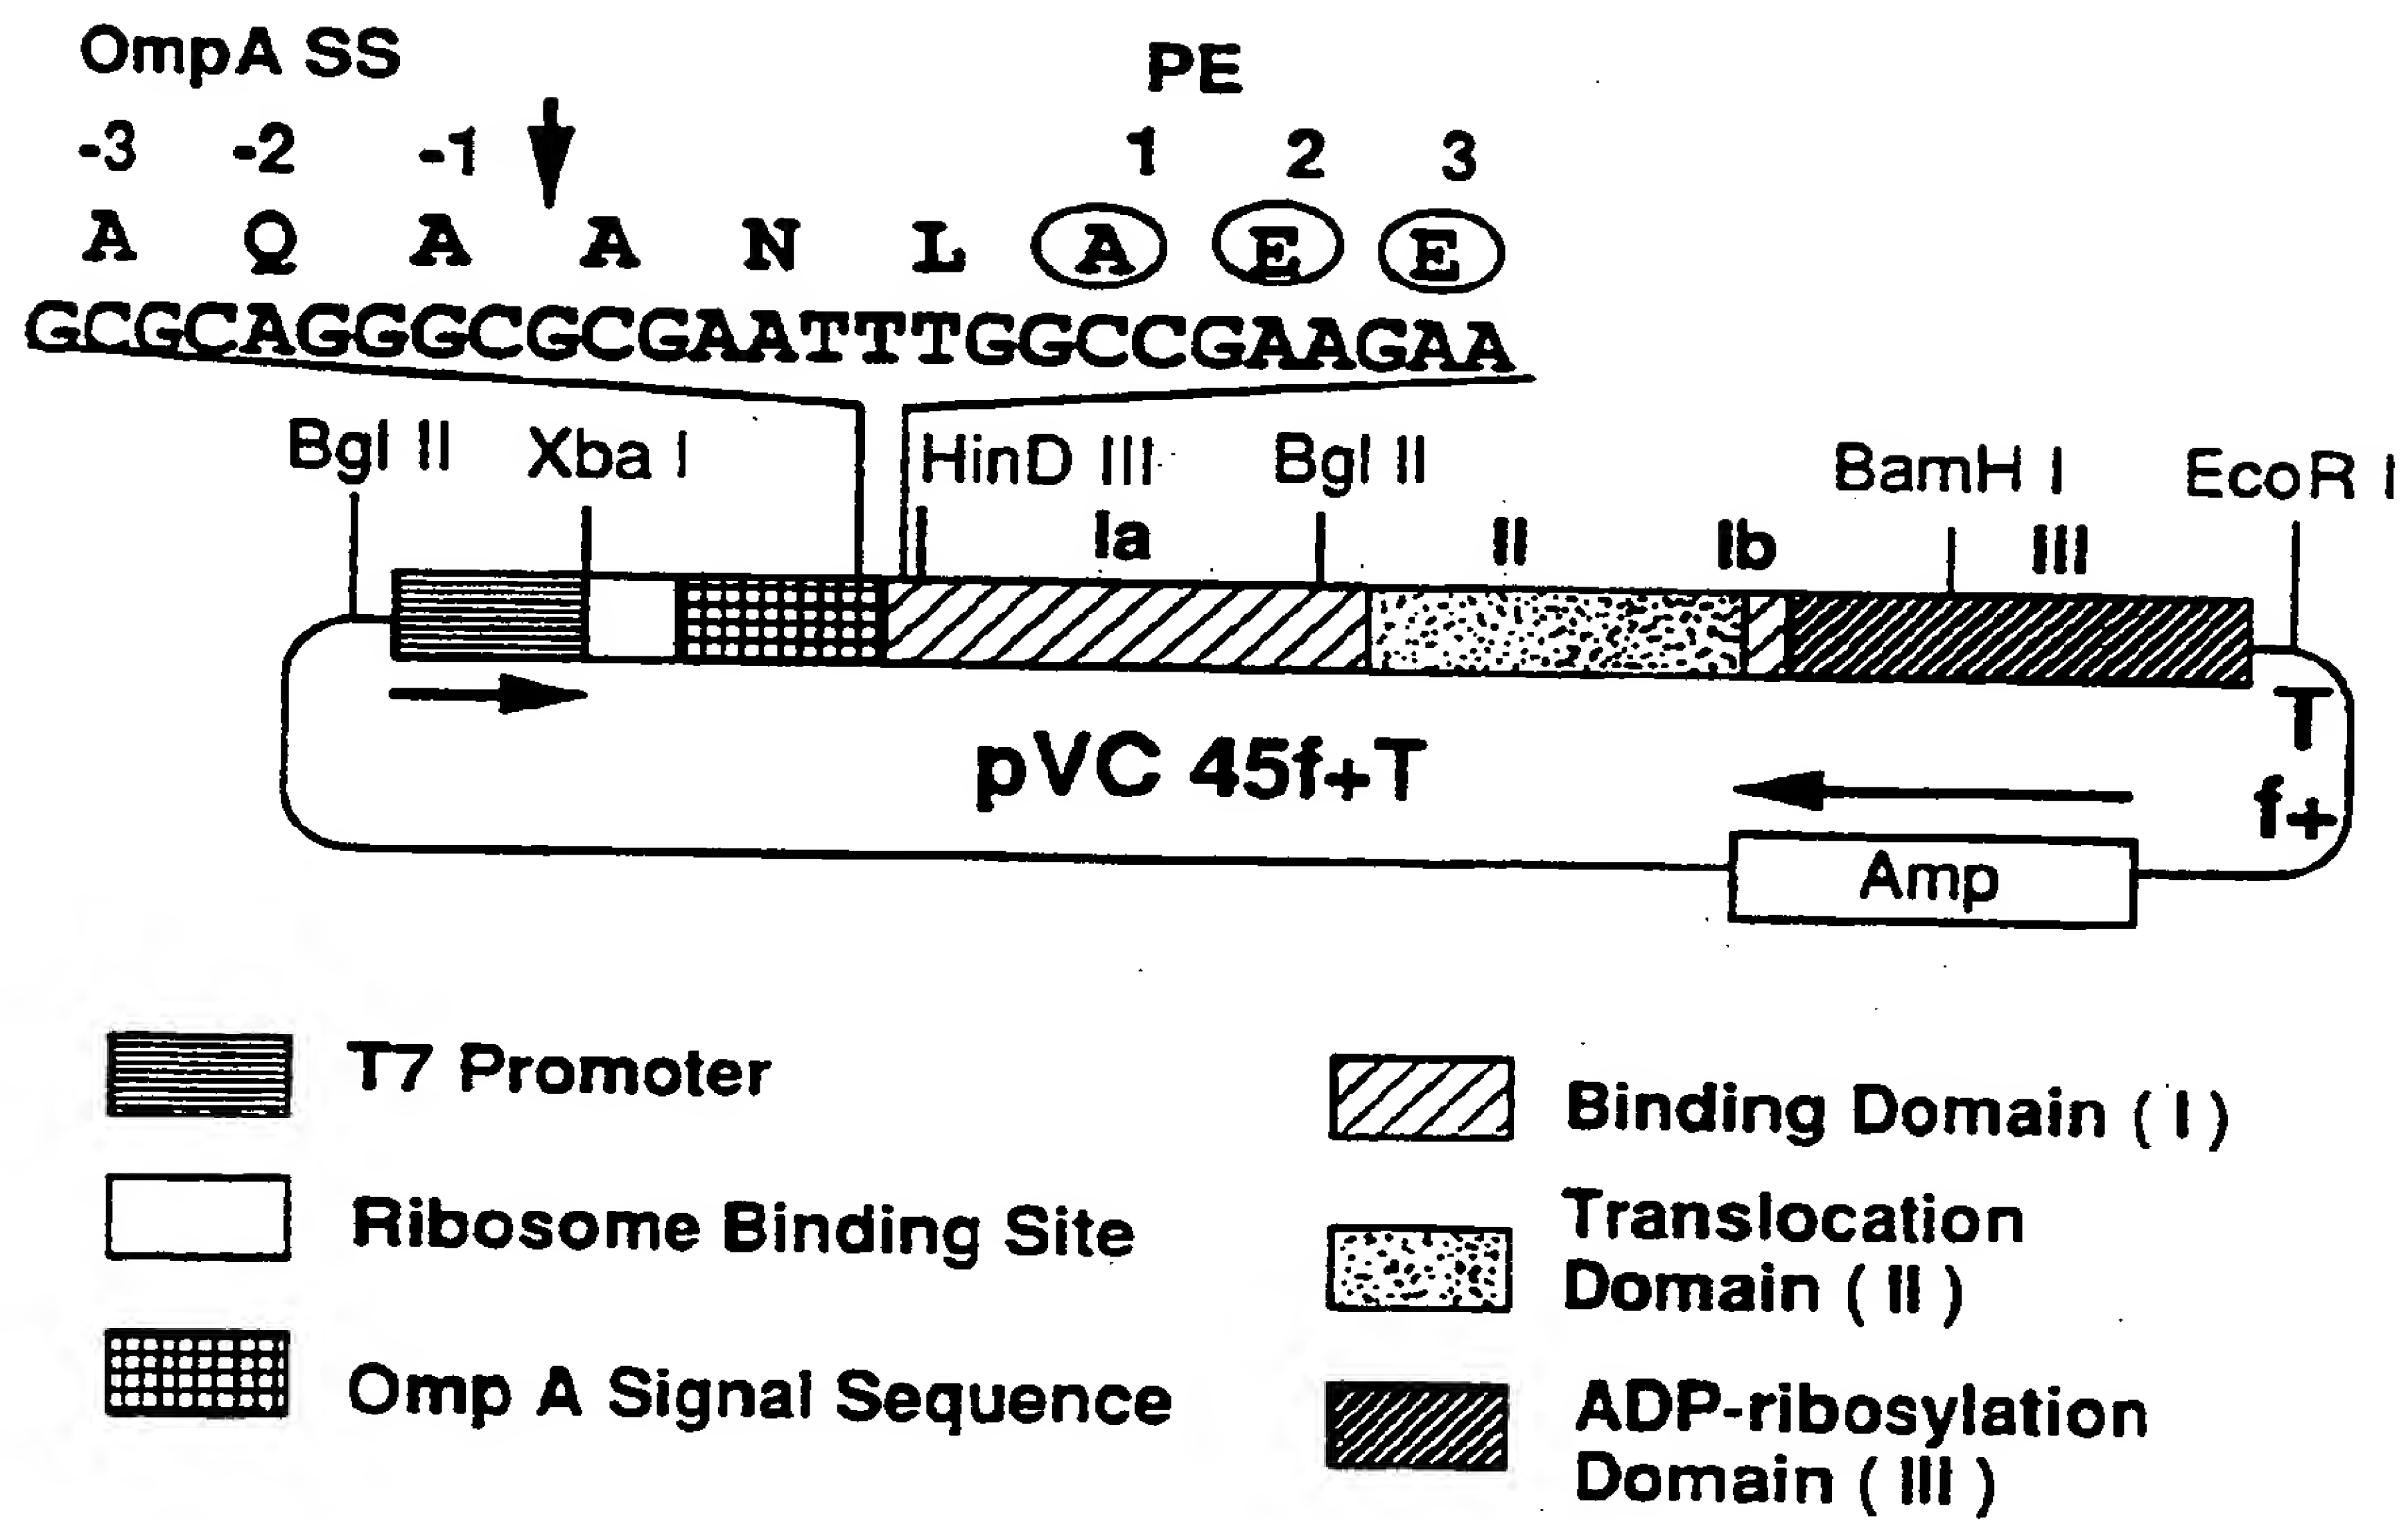 OmpA SS PE
-3 -2 -1 1 2 3
A Q A A N L A E E
GCGCAGGGCGCGAATTTGGCCGAAGAA
Bgl II Xba I HinD III Bgl II BamH I EcoR I
Ia II Ib III
T
pVC 45f+T
f+
Amp
T7 Promoter
Ribosome Binding Site
Omp A Signal Sequence
Binding Domain ( I )
Translocation
Domain ( II )
ADP-ribosylation
Domain ( III )